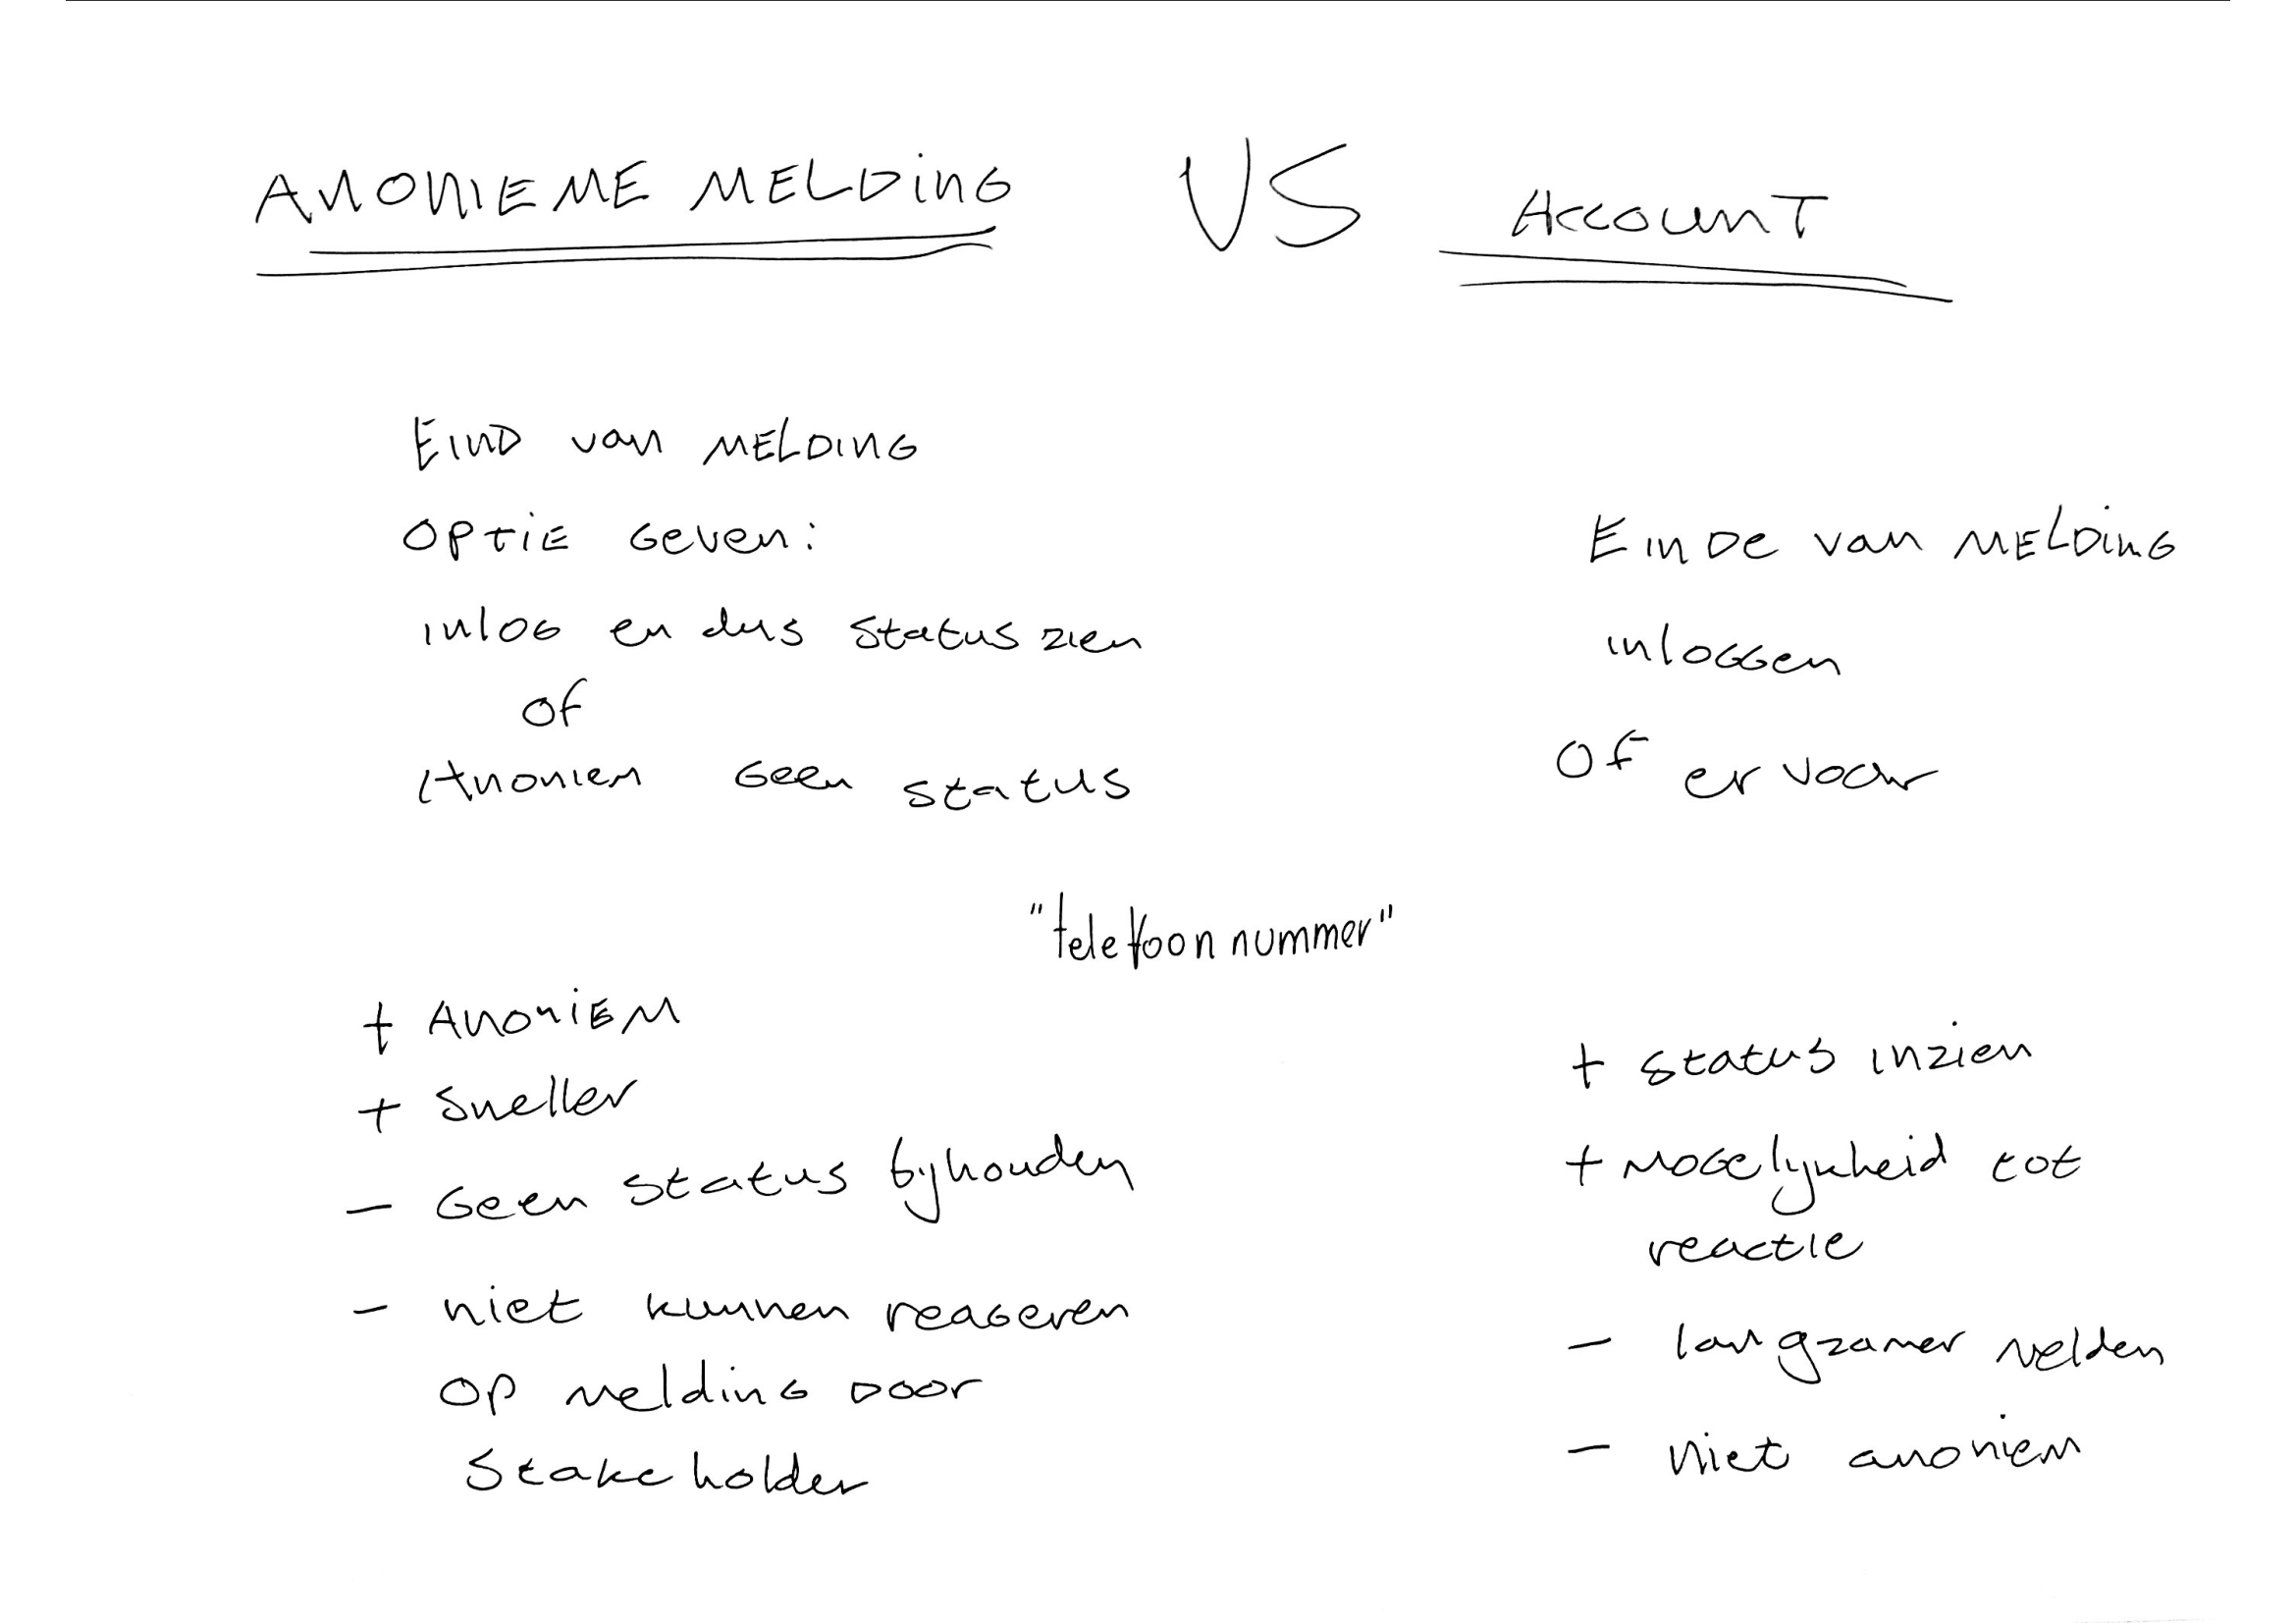 ANONIEME MELDING VS ACCOUNT
EIND van MELDING
OPTIE GEVEN:
INLOG en dus status zien
of
Anoniem Geen status
EINDE van MELDING
inloggen
OF er voor
"telefoonnummer"
+ ANONIEM
+ Sneller
- Geen status bijhouden
- niet kunnen reageren
op melding door
Stakeholder
+ status inzien
+ Mogelijkheid tot
reactie
- langzamer melden
- Niet anoniem